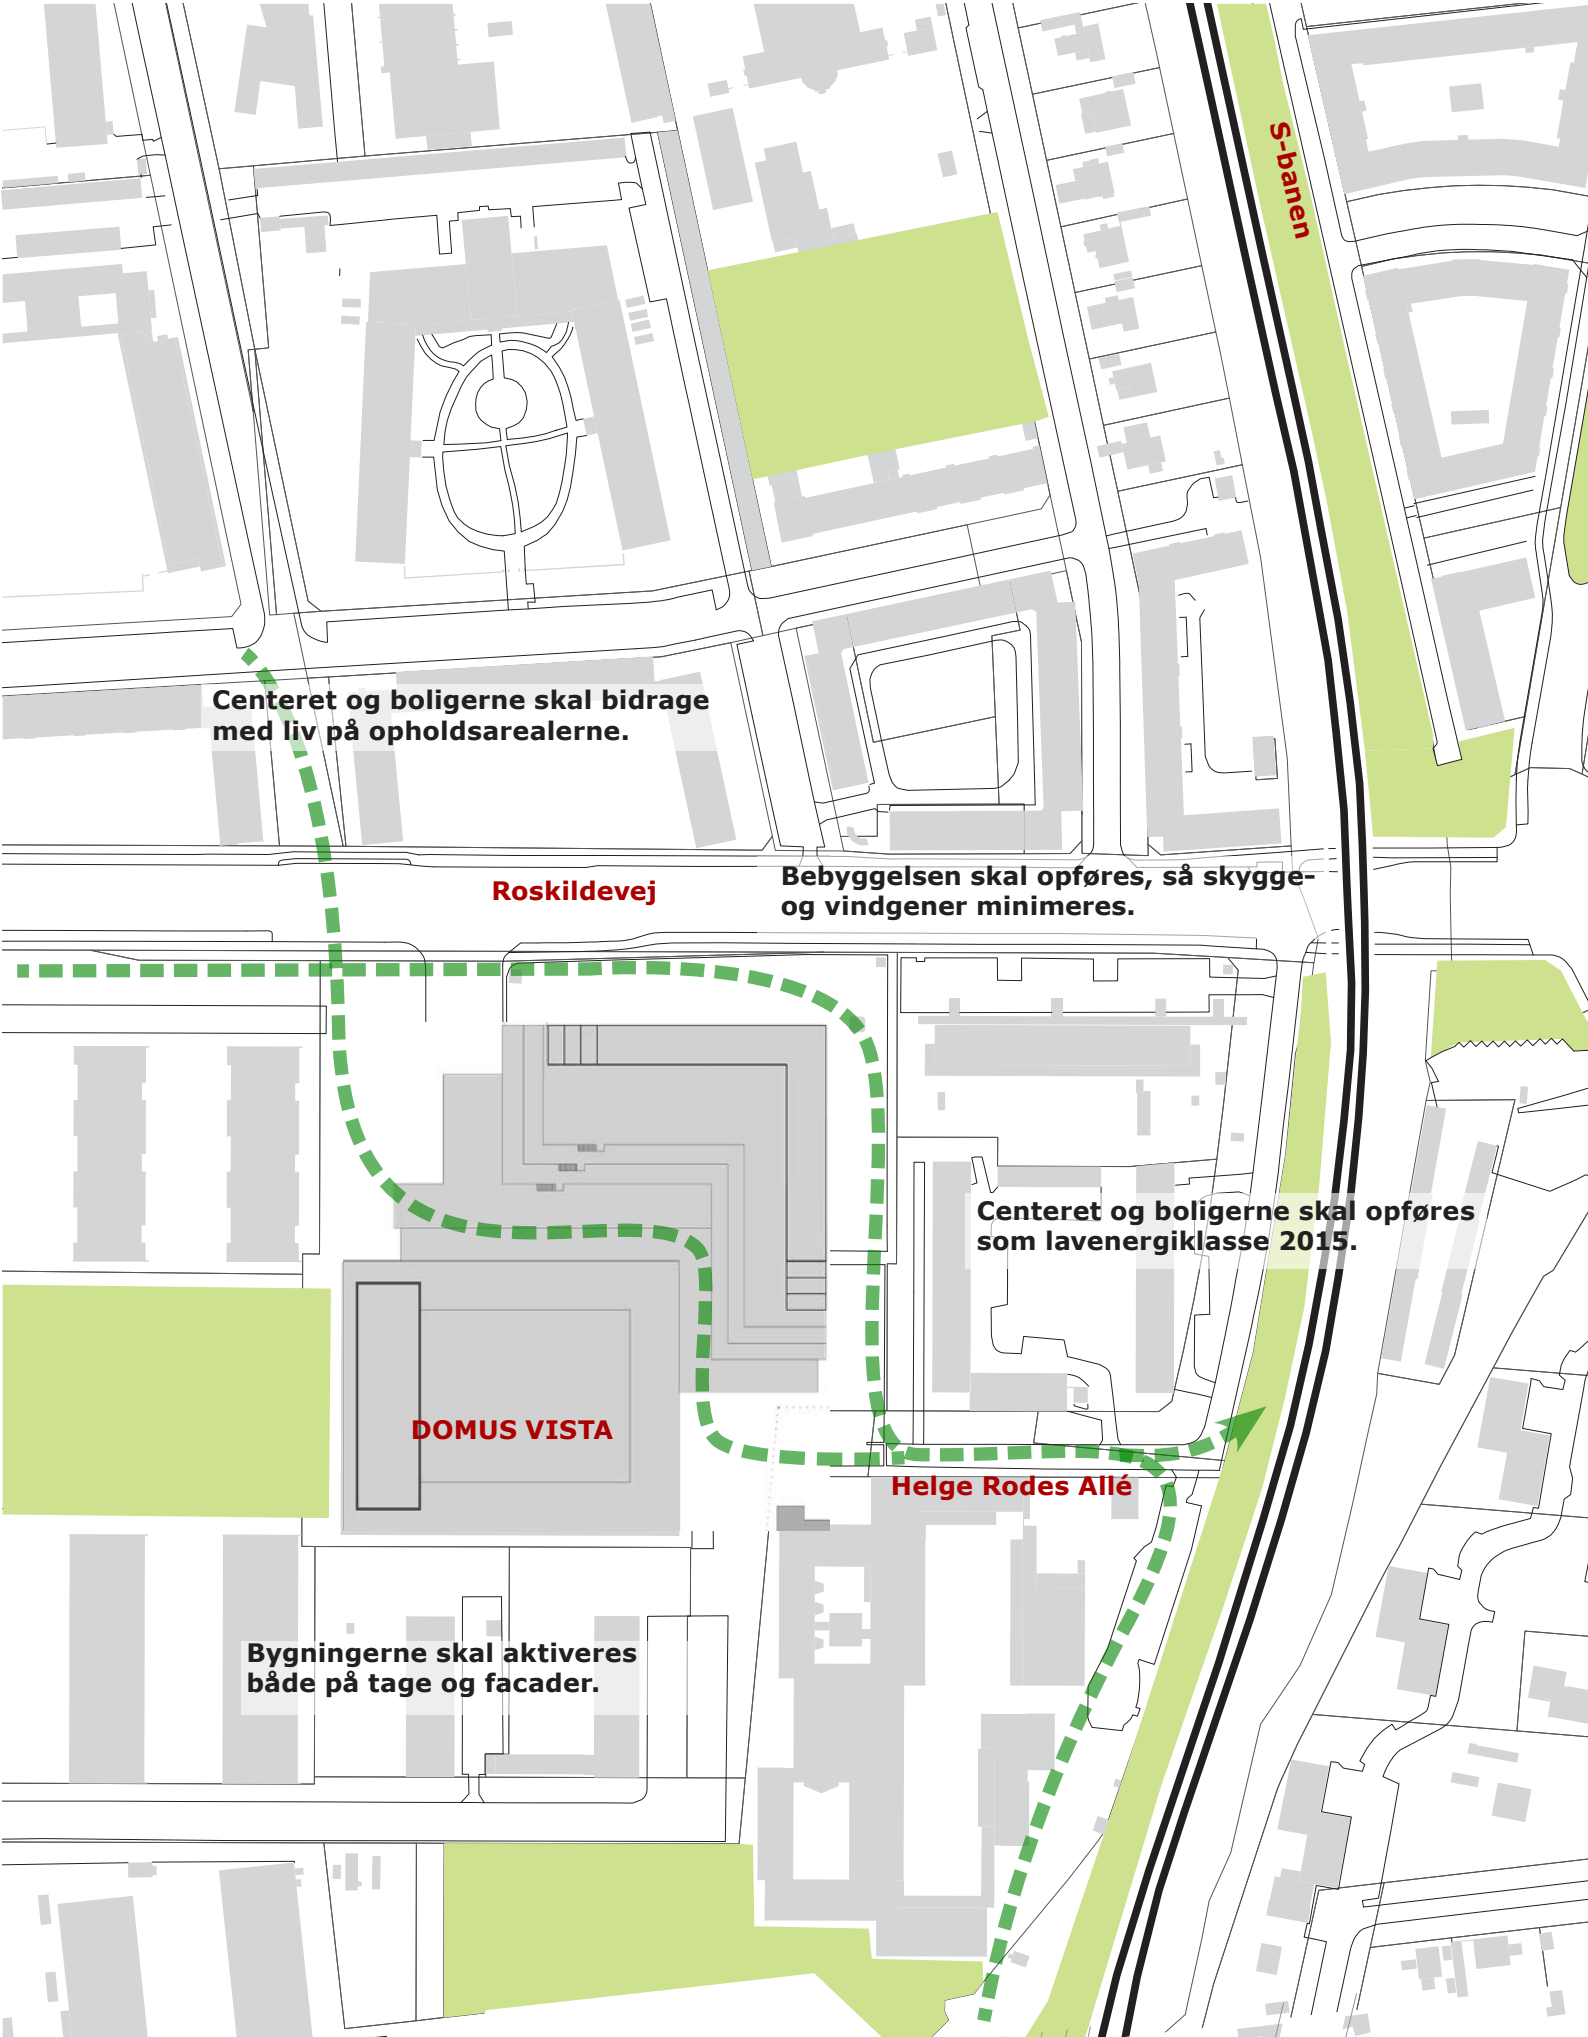 S-banen
Centeret og boligerne skal bidrage
med liv på opholdsarealerne.
Roskildevej
Bebyggelsen skal opføres, så skygge-
og vindgener minimeres.
Centeret og boligerne skal opføres
som lavenergiklasse 2015.
DOMUS VISTA
Helge Rodes Allé
Bygningerne skal aktiveres
både på tage og facader.